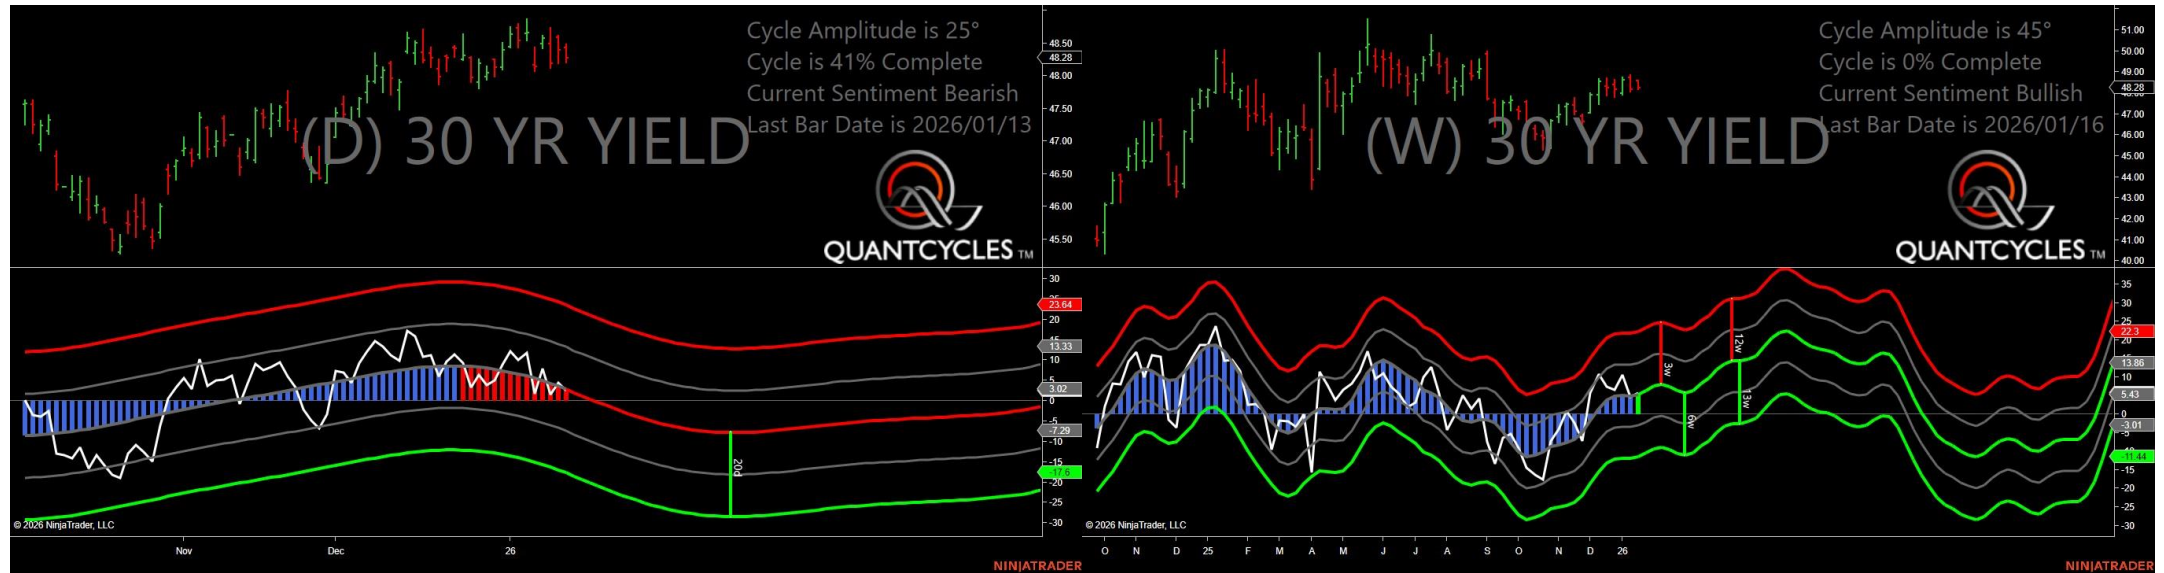 Cycle Amplitude is 25°
Cycle is 41% Complete
Current Sentiment Bearish
Last Bar Date is 2026/01/13
(D) 30 YR YIELD
QUANTCYCLES TM
48.50
48.28
48.00
47.50
47.00
46.50
46.00
45.50
30
23.64
20
13.33
10
5
3.02
0
-5
-7.29
-10
-15
-17.6
-20
-25
-30
20d
© 2026 NinjaTrader, LLC
Nov
Dec
26
NINJATRADER
Cycle Amplitude is 45°
Cycle is 0% Complete
Current Sentiment Bullish
Last Bar Date is 2026/01/16
(W) 30 YR YIELD
QUANTCYCLES TM
51.00
50.00
49.00
48.28
47.00
46.00
45.00
44.00
43.00
42.00
41.00
40.00
35
30
25
22.3
13.86
10
5.43
0
-3.01
-11.44
-15
-20
-25
-30
3w
12w
13w
6w
© 2026 NinjaTrader, LLC
O
N
D
25
F
M
A
M
J
J
A
S
O
N
D
26
NINJATRADER